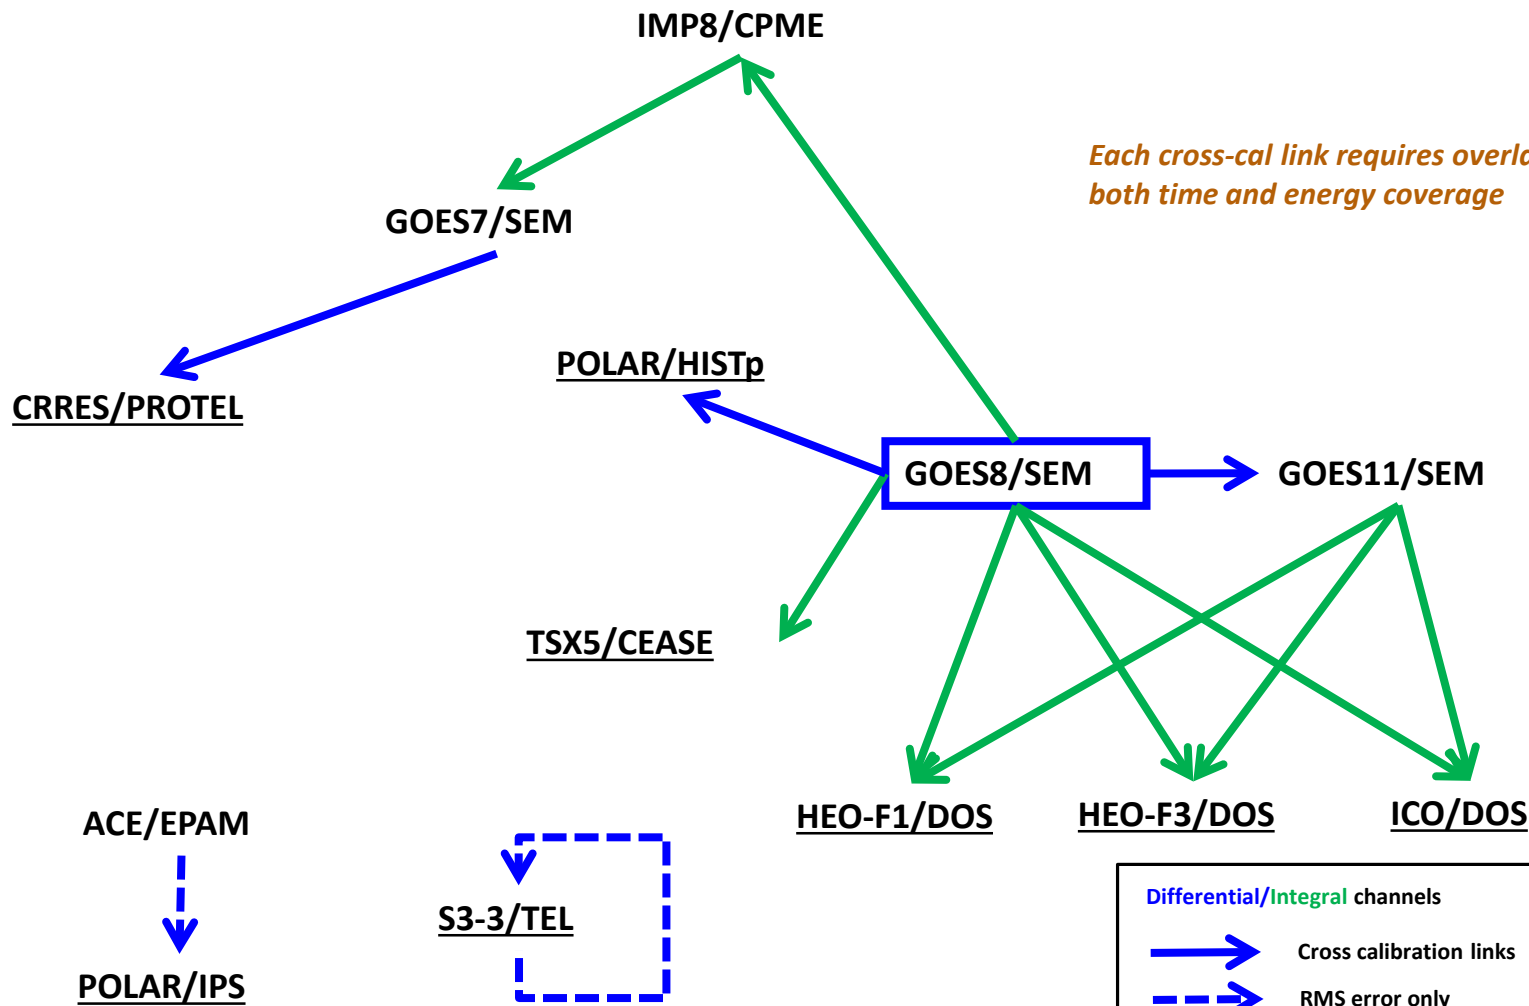 IMP8/CPME
Each cross-cal link requires
both time and energy coverage
GOES7/SEM
POLAR/HISTp
CRRES/PROTEL
GOES8/SEM
GOES11/SEM
TSX5/CEASE
HEO-F1/DOS
HEO-F3/DOS
ICO/DOS
ACE/EPAM
Differential/Integral channels
S3-3/TEL
Cross calibration links
POLAR/IPS
RMS error only